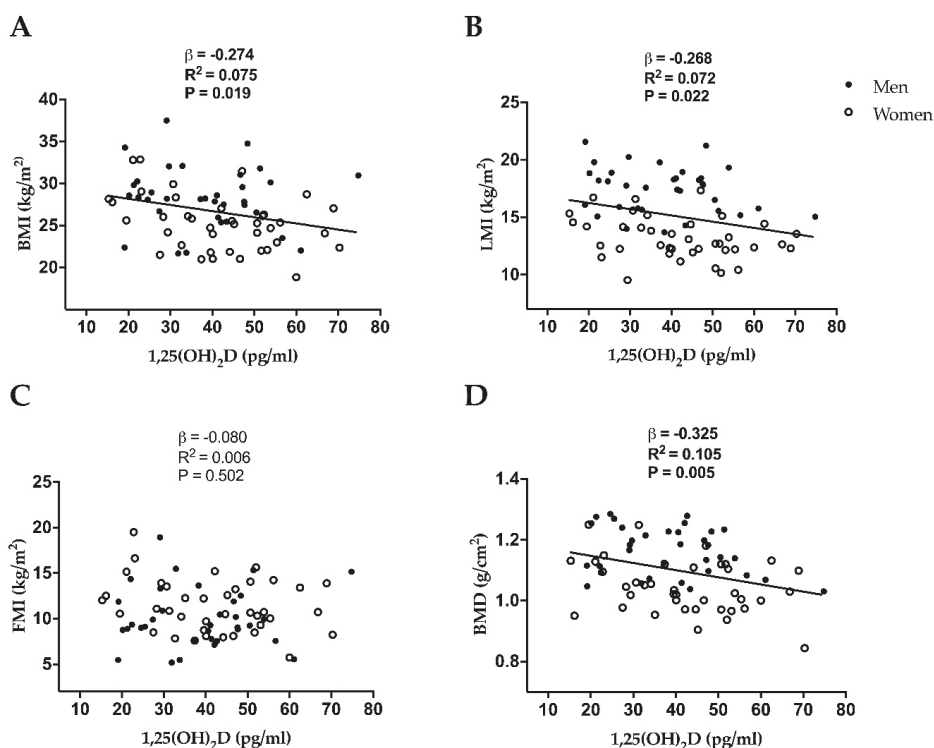 A
β = -0.274
R² = 0.075
P = 0.019
40
35
30
25
20
BMI (kg/m²)
10 20 30 40 50 60 70 80
1,25(OH)₂D (pg/ml)
B
β = -0.268
R² = 0.072
P = 0.022
25
20
15
10
LMI (kg/m²)
10 20 30 40 50 60 70 80
1,25(OH)₂D (pg/ml)
Men
Women
C
β = -0.080
R² = 0.006
P = 0.502
25
20
15
10
5
FMI (kg/m²)
10 20 30 40 50 60 70 80
1,25(OH)₂D (pg/ml)
D
β = -0.325
R² = 0.105
P = 0.005
1.4
1.2
1.0
0.8
BMD (g/cm²)
10 20 30 40 50 60 70 80
1,25(OH)₂D (pg/ml)